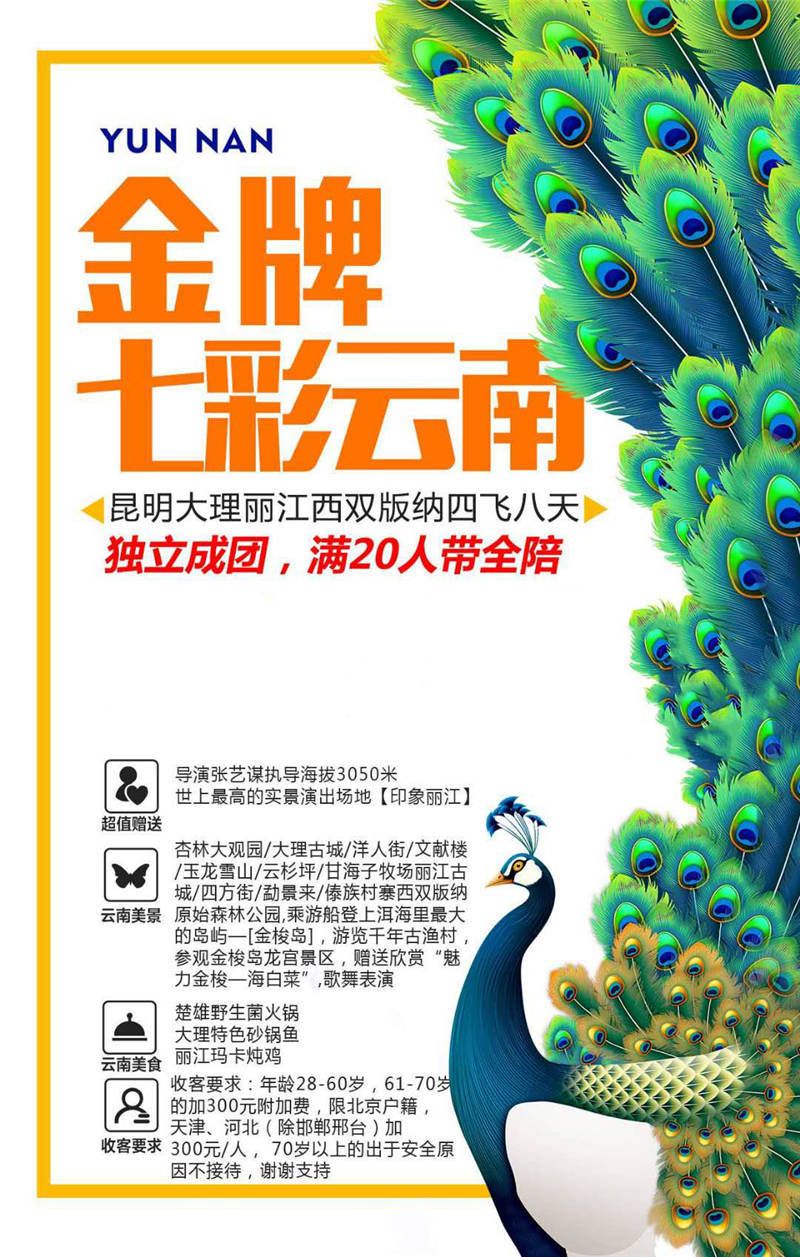 YUN NAN
金牌
七彩云南
昆明大理丽江西双版纳四飞八天
独立成团，满20人带全陪
超值赠送
导演张艺谋执导海拔3050米
世上最高的实景演出场地【印象丽江】
云南美景
杏林大观园/大理古城/洋人街/文献楼
/玉龙雪山/云杉坪/甘海子牧场丽江古
城/四方街/勐景来/傣族村寨西双版纳
原始森林公园,乘游船登上洱海里最大
的岛屿—[金梭岛]，游览千年古渔村，
参观金梭岛龙宫景区，赠送欣赏“魅
力金梭—海白菜”,歌舞表演
云南美食
楚雄野生菌火锅
大理特色砂锅鱼
丽江玛卡炖鸡
收客要求
收客要求：年龄28-60岁，61-70岁
的加300元附加费，限北京户籍，
天津、河北（除邯郸邢台）加
300元/人， 70岁以上的出于安全原
因不接待，谢谢支持